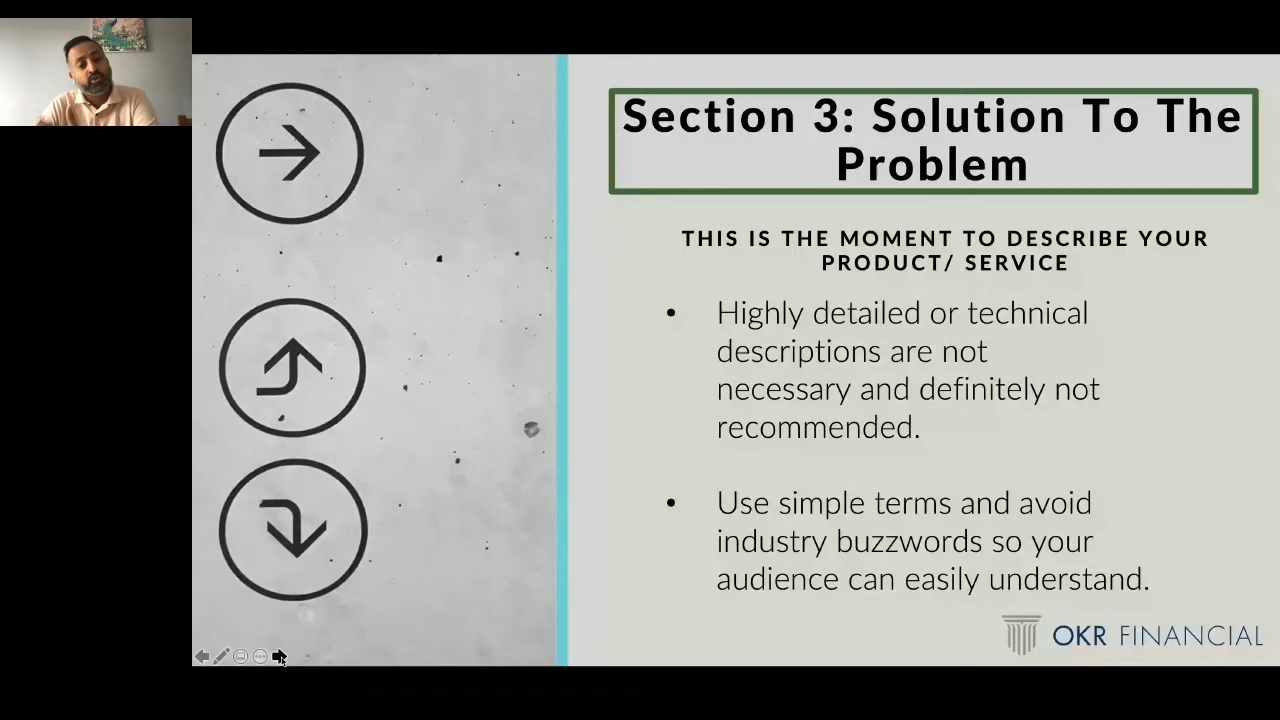 Section 3: Solution To The
Problem
THIS IS THE MOMENT TO DESCRIBE YOUR
PRODUCT/ SERVICE
• Highly detailed or technical
descriptions are not
necessary and definitely not
recommended.
• Use simple terms and avoid
industry buzzwords so your
audience can easily understand.
OKR FINANCIAL